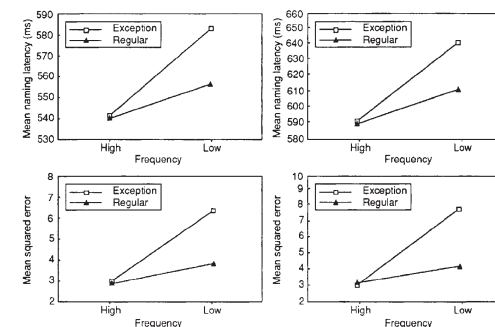 Mean naming latency (ms)
590
580
570
560
550
540
530
Exception
Regular
High
Low
Frequency
Mean naming latency (ms)
660
650
640
630
620
610
600
590
580
Exception
Regular
High
Low
Frequency
Mean squared error
8
7
6
5
4
3
2
Exception
Regular
High
Low
Frequency
Mean squared error
10
9
8
7
6
5
4
3
2
Exception
Regular
High
Low
Frequency